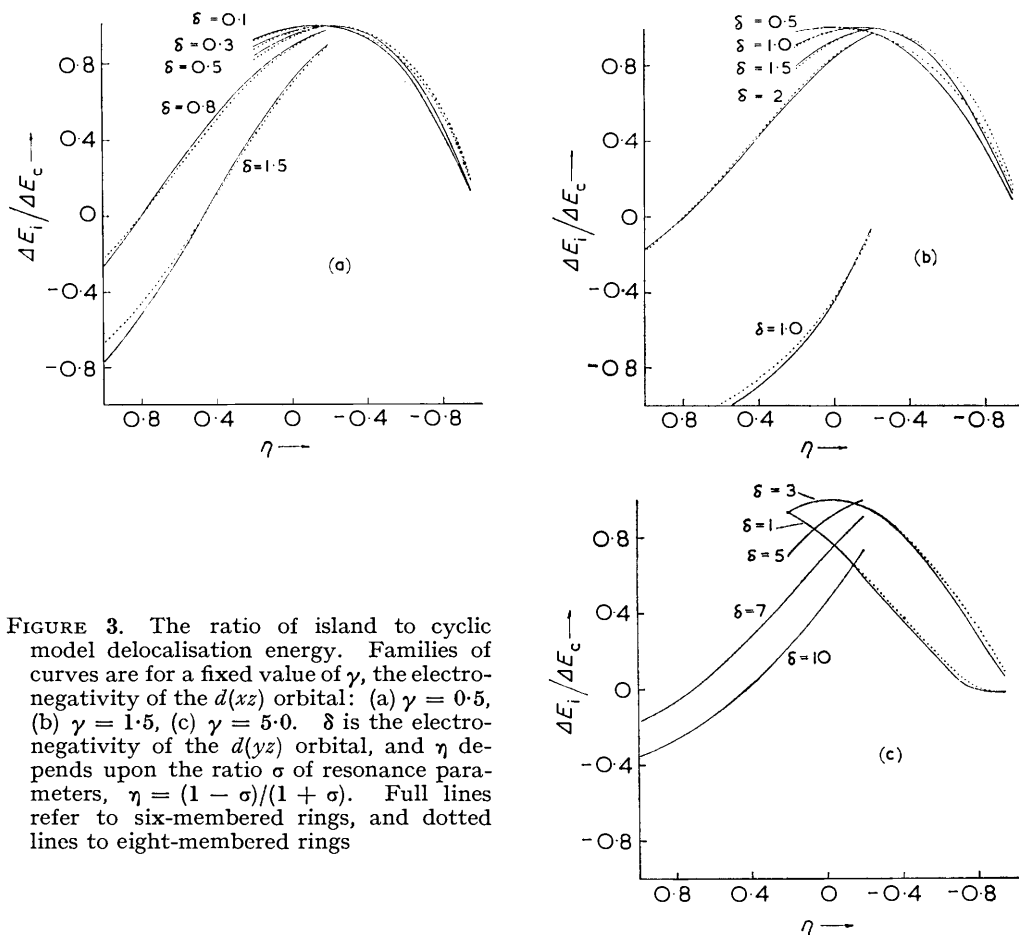 δ = 0·1
δ = 0·3
δ = 0·5
δ = 0·8
δ = 1·5
0·8
0·4
0
-0·4
-0·8
ΔE_i/ΔE_c →
(a)
0·8 0·4 0 -0·4 -0·8
η →
δ = 0·5
δ = 1·0
δ = 1·5
δ = 2
δ = 1·0
0·8
0·4
0
-0·4
-0·8
ΔE_i/ΔE_c →
(b)
0·8 0·4 0 -0·4 -0·8
η →
δ = 3
δ = 1
δ = 5
δ = 7
δ = 10
0·8
0·4
0
-0·4
-0·8
ΔE_i/ΔE_c →
(c)
0·8 0·4 0 -0·4 -0·8
η →
FIGURE 3. The ratio of island to cyclic
model delocalisation energy. Families of
curves are for a fixed value of γ, the electro-
negativity of the d(xz) orbital: (a) γ = 0·5,
(b) γ = 1·5, (c) γ = 5·0. δ is the electro-
negativity of the d(yz) orbital, and η de-
pends upon the ratio σ of resonance para-
meters, η = (1 − σ)/(1 + σ). Full lines
refer to six-membered rings, and dotted
lines to eight-membered rings